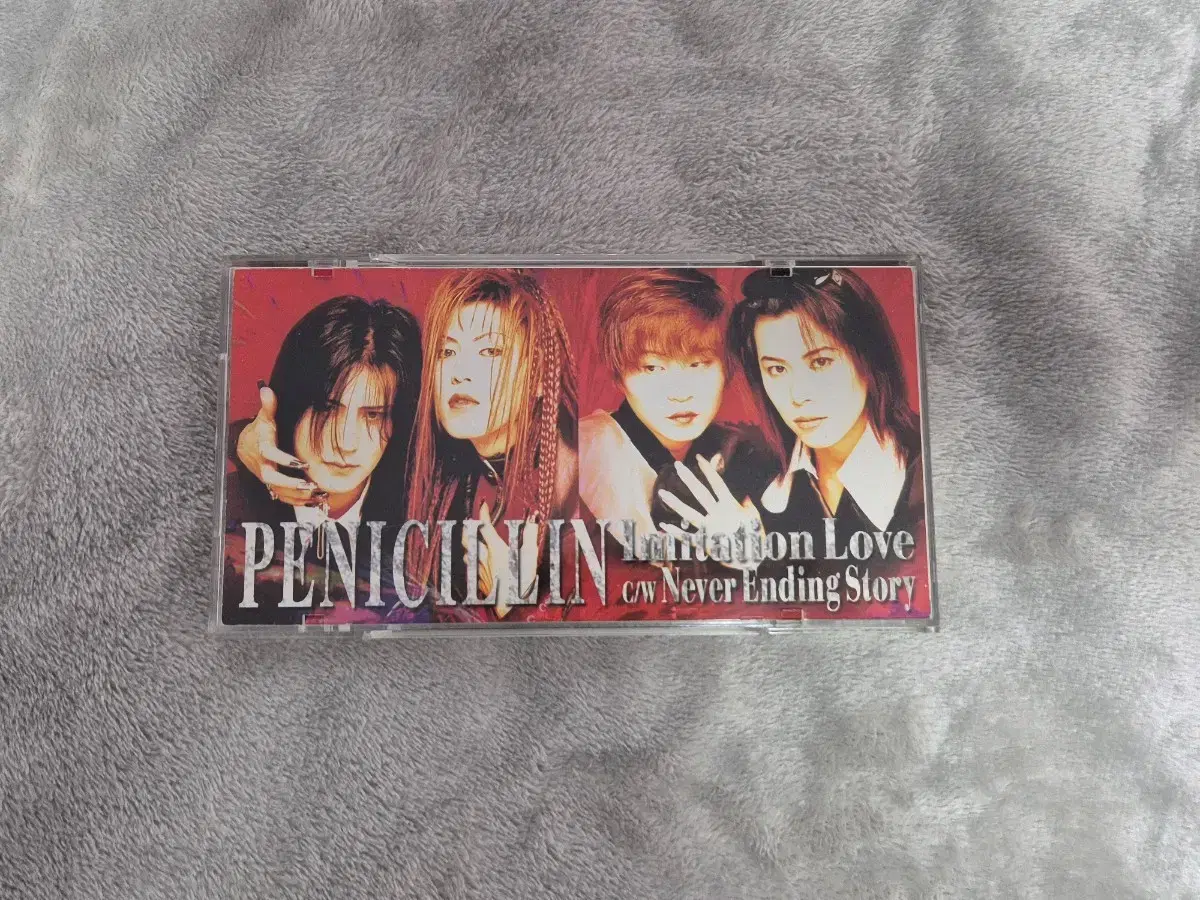 PENICILLIN
Imitation Love
c/w Never Ending Story